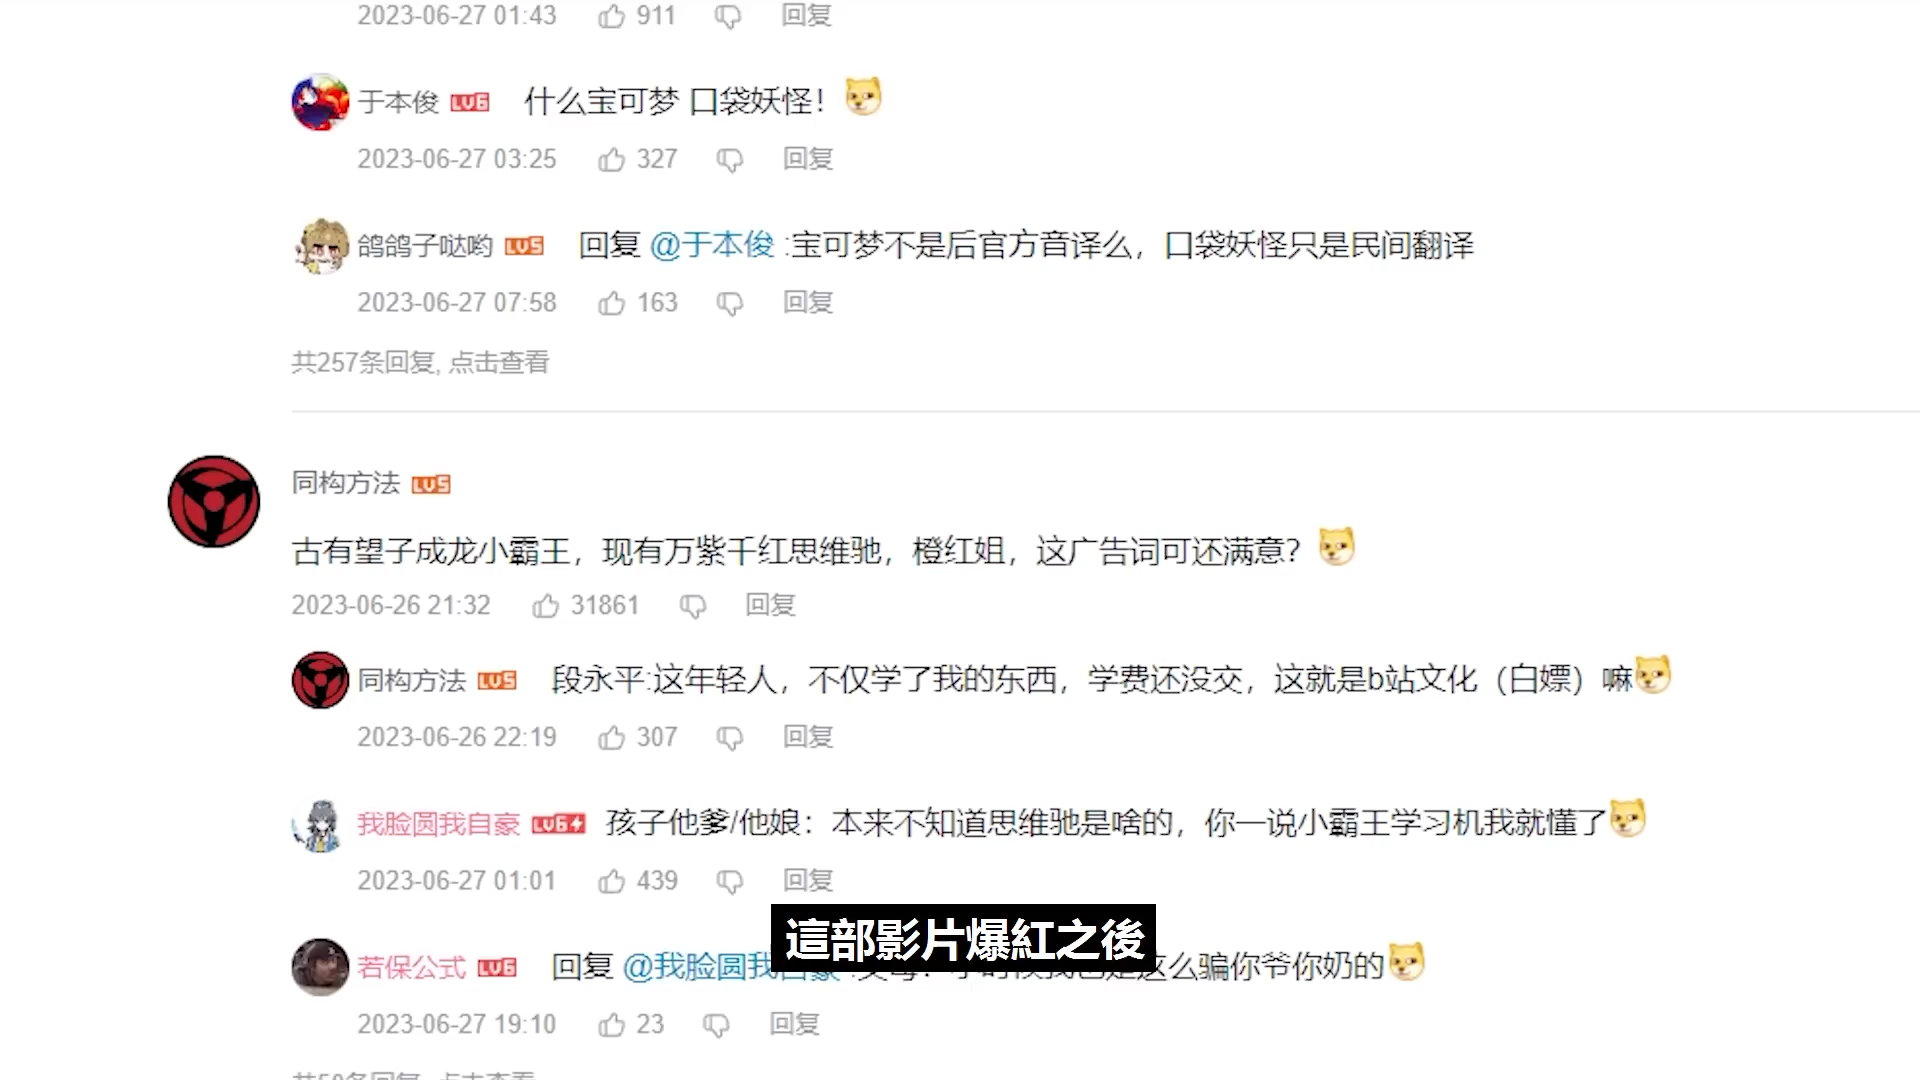 2023-06-27 01:43 911 回复
于本俊 LV6 什么宝可梦 口袋妖怪！
2023-06-27 03:25 327 回复
鸽鸽子哒哟 LV5 回复 @于本俊 :宝可梦不是后官方音译么，口袋妖怪只是民间翻译
2023-06-27 07:58 163 回复
共257条回复, 点击查看
同构方法 LV5
古有望子成龙小霸王，现有万紫千红思维驰，橙红姐，这广告词可还满意？
2023-06-26 21:32 31861 回复
同构方法 LV5 段永平:这年轻人，不仅学了我的东西，学费还没交，这就是b站文化（白嫖）嘛
2023-06-26 22:19 307 回复
我脸圆我自豪 LV6 孩子他爹/他娘：本来不知道思维驰是啥的，你一说小霸王学习机我就懂了
2023-06-27 01:01 439 回复
這部影片爆紅之後
若保公式 LV6 回复 @我脸圆我自豪 这么骗你爷你奶的
2023-06-27 19:10 23 回复